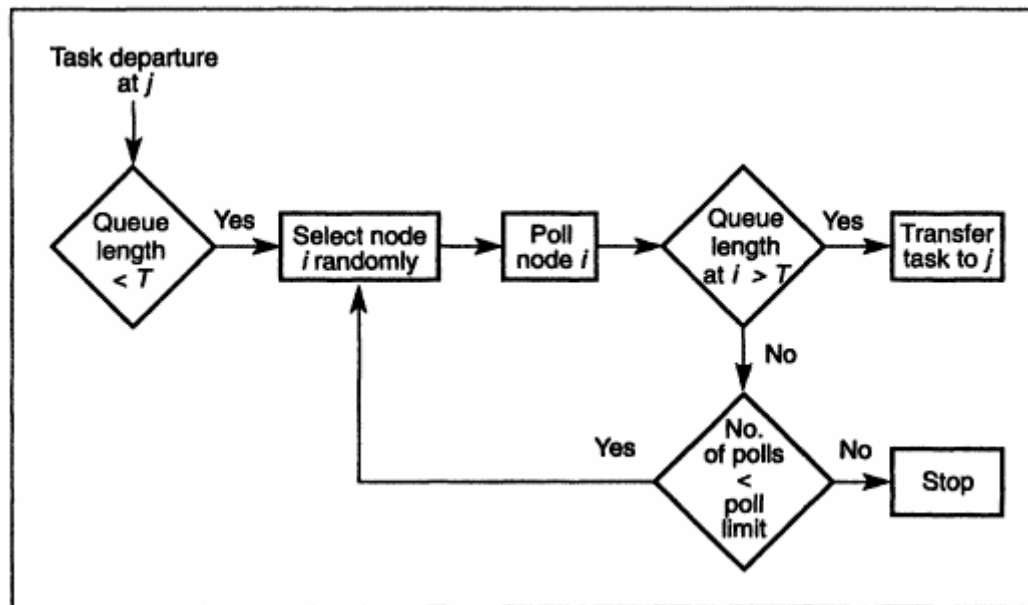 Task departure
at j
Queue
length
< T
Yes
Select node
i randomly
Poll
node i
Queue
length
at i > T
Yes
Transfer
task to j
No
No.
of polls
<
poll
limit
Yes
No
Stop